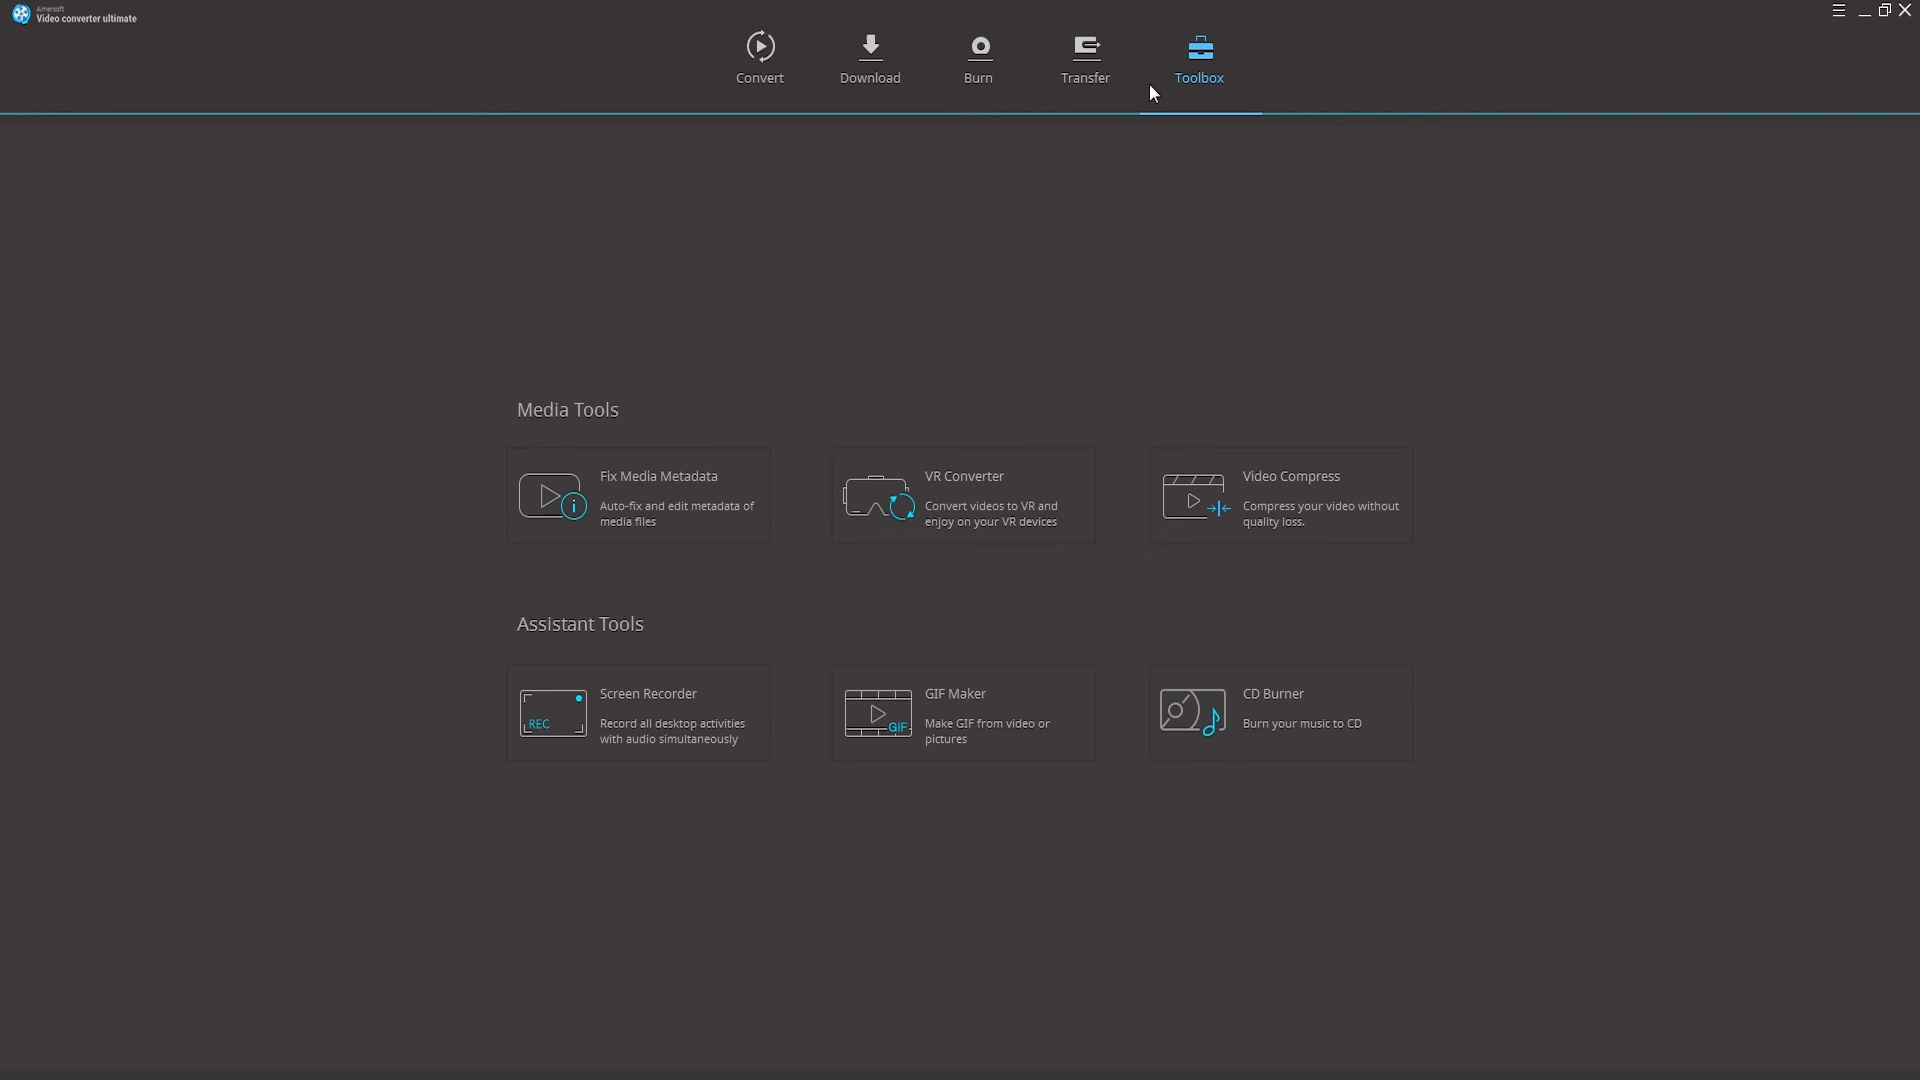 Aimersoft
Video converter ultimate
Convert
Download
Burn
Transfer
Toolbox
Media Tools
Fix Media Metadata
Auto-fix and edit metadata of
media files
VR Converter
Convert videos to VR and
enjoy on your VR devices
Video Compress
Compress your video without
quality loss.
Assistant Tools
REC
Screen Recorder
Record all desktop activities
with audio simultaneously
GIF
GIF Maker
Make GIF from video or
pictures
CD Burner
Burn your music to CD